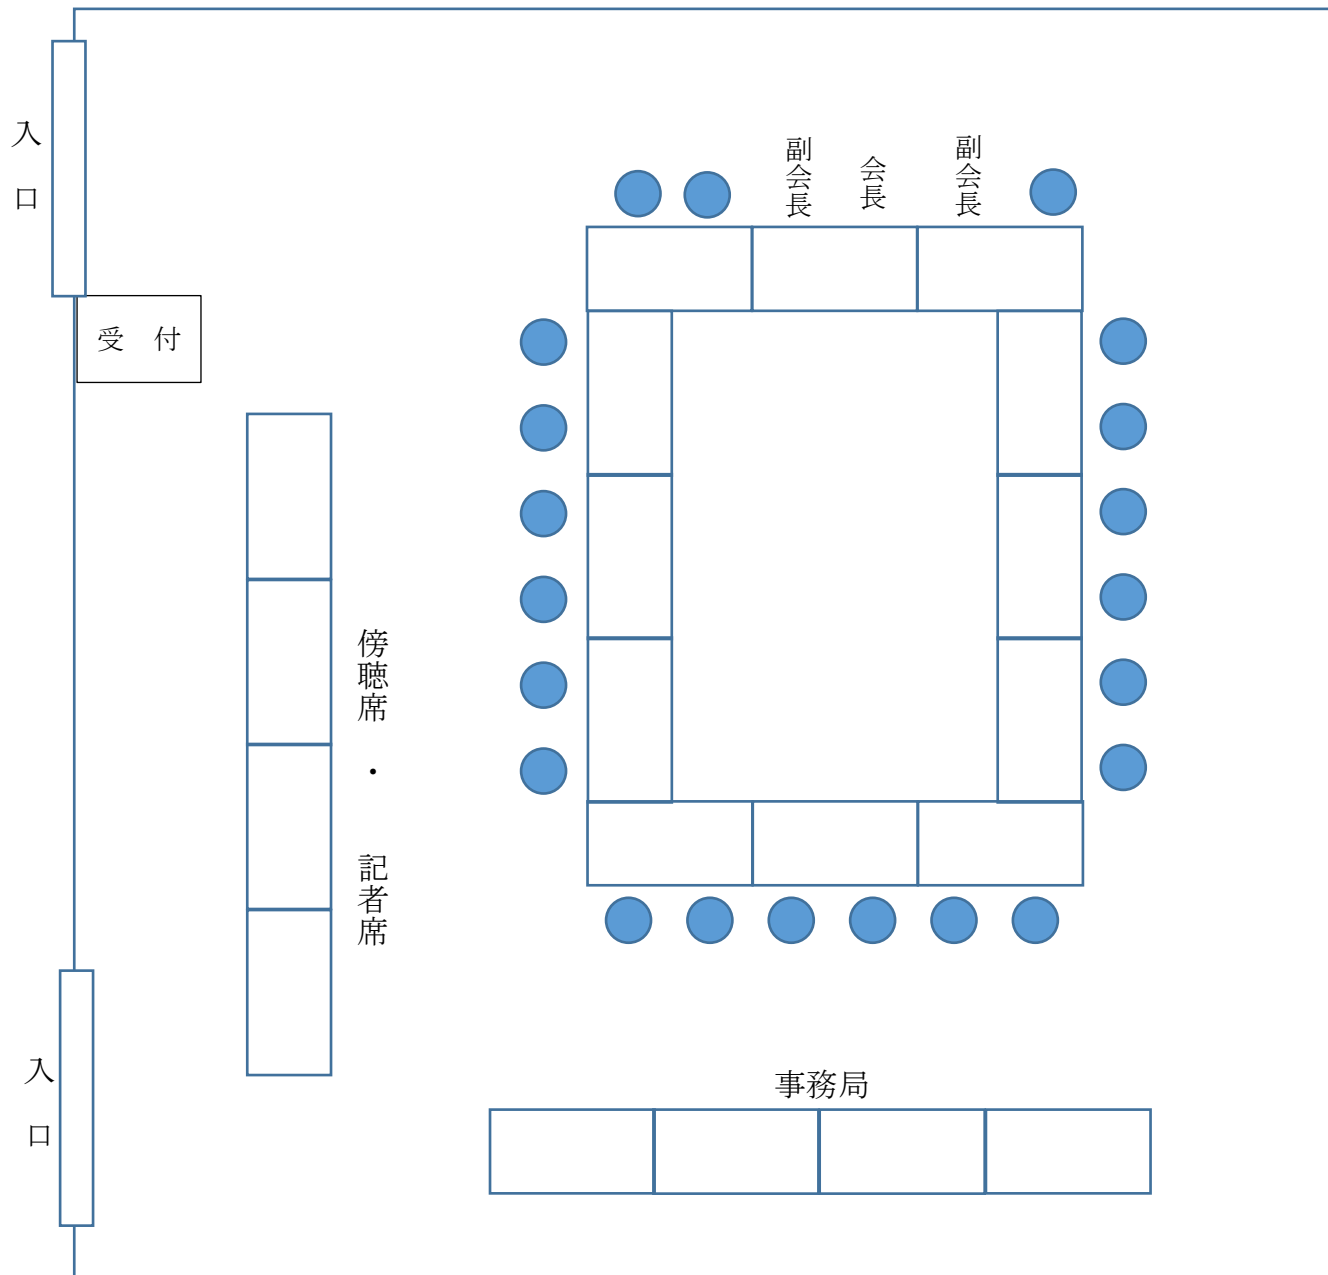 入口
副会長
会長
副会長
受　付
傍聴席　・　記者席
入口
事務局